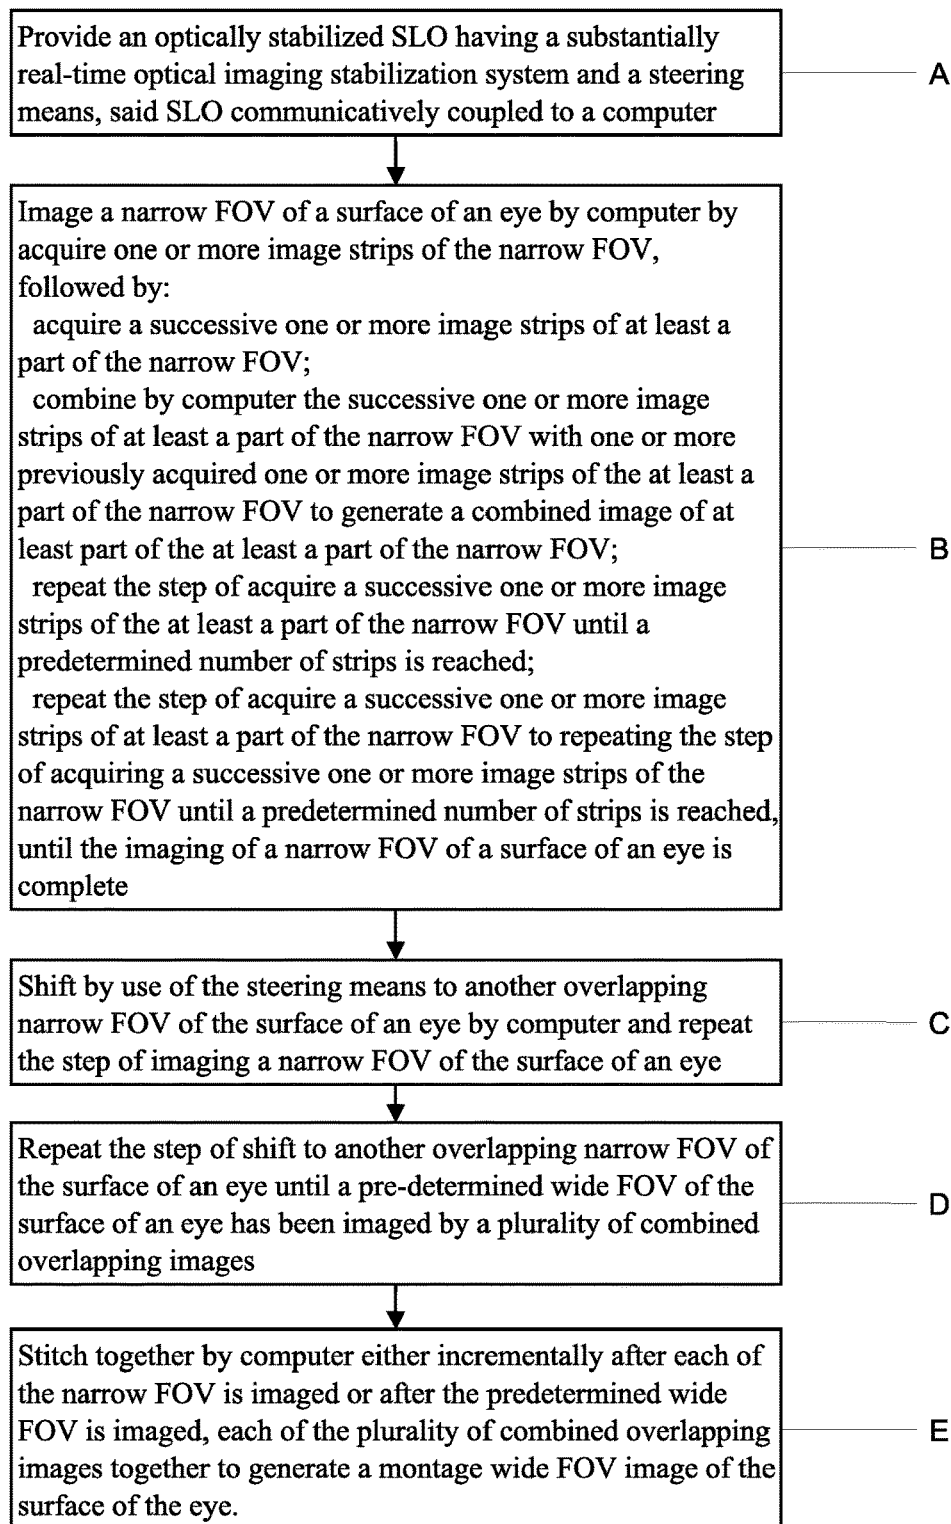 Provide an optically stabilized SLO having a substantially
real-time optical imaging stabilization system and a steering
means, said SLO communicatively coupled to a computer
A
Image a narrow FOV of a surface of an eye by computer by
acquire one or more image strips of the narrow FOV,
followed by:
acquire a successive one or more image strips of at least a
part of the narrow FOV;
combine by computer the successive one or more image
strips of at least a part of the narrow FOV with one or more
previously acquired one or more image strips of the at least a
part of the narrow FOV to generate a combined image of at
least part of the at least a part of the narrow FOV;
repeat the step of acquire a successive one or more image
strips of the at least a part of the narrow FOV until a
predetermined number of strips is reached;
repeat the step of acquire a successive one or more image
strips of at least a part of the narrow FOV to repeating the step
of acquiring a successive one or more image strips of the
narrow FOV until a predetermined number of strips is reached,
until the imaging of a narrow FOV of a surface of an eye is
complete
B
Shift by use of the steering means to another overlapping
narrow FOV of the surface of an eye by computer and repeat
the step of imaging a narrow FOV of the surface of an eye
C
Repeat the step of shift to another overlapping narrow FOV of
the surface of an eye until a pre-determined wide FOV of the
surface of an eye has been imaged by a plurality of combined
overlapping images
D
Stitch together by computer either incrementally after each of
the narrow FOV is imaged or after the predetermined wide
FOV is imaged, each of the plurality of combined overlapping
images together to generate a montage wide FOV image of the
surface of the eye.
E